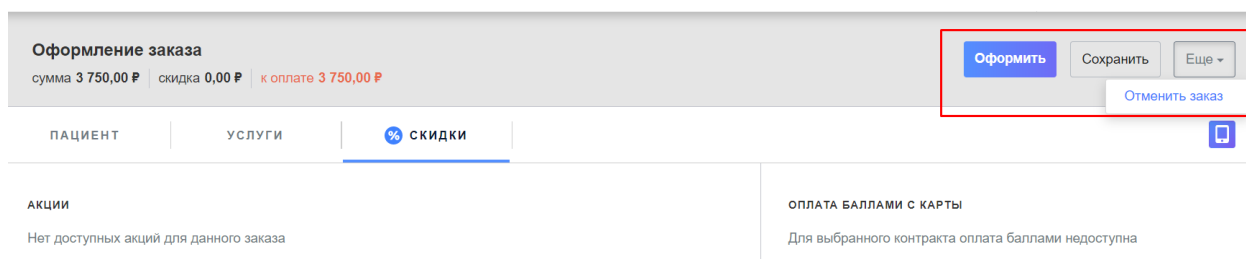 Оформление заказа
сумма 3 750,00 ₽ скидка 0,00 ₽ к оплате 3 750,00 ₽
Оформить Сохранить Еще
Отменить заказ
ПАЦИЕНТ УСЛУГИ % СКИДКИ
АКЦИИ
Нет доступных акций для данного заказа
ОПЛАТА БАЛЛАМИ С КАРТЫ
Для выбранного контракта оплата баллами недоступна